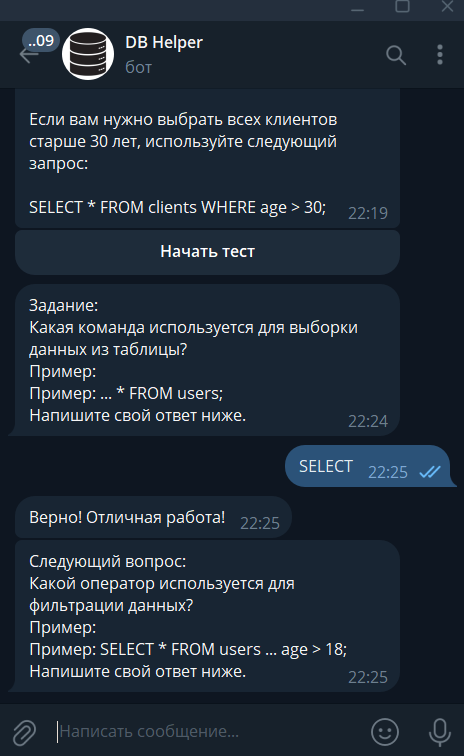 ..09
DB Helper
бот
Если вам нужно выбрать всех клиентов
старше 30 лет, используйте следующий
запрос:
SELECT * FROM clients WHERE age > 30;
22:19
Начать тест
Задание:
Какая команда используется для выборки
данных из таблицы?
Пример:
Пример: ... * FROM users;
Напишите свой ответ ниже.
22:24
SELECT 22:25
Верно! Отличная работа! 22:25
Следующий вопрос:
Какой оператор используется для
фильтрации данных?
Пример:
Пример: SELECT * FROM users ... age > 18;
Напишите свой ответ ниже.
22:25
Написать сообщение...